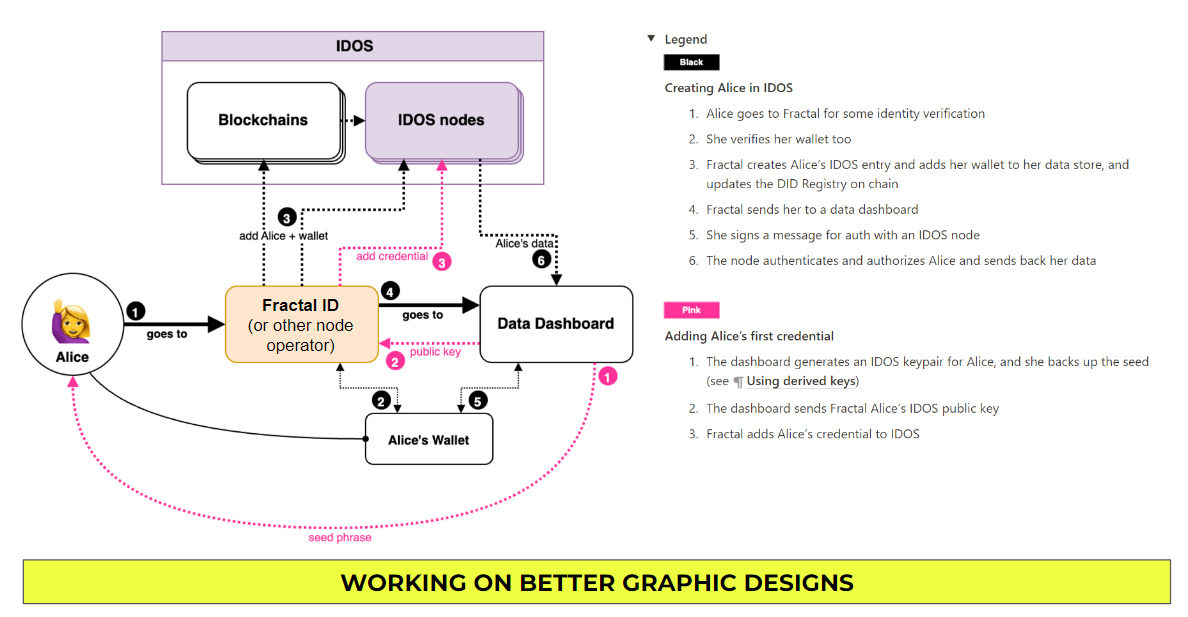 IDOS
Blockchains
IDOS nodes
3
add Alice + wallet
add credential
3
Alice's data
6
1
goes to
Alice
Fractal ID
(or other node
operator)
4
goes to
Data Dashboard
public key
2
1
2
5
Alice's Wallet
seed phrase
Legend
Black
Creating Alice in IDOS
1. Alice goes to Fractal for some identity verification
2. She verifies her wallet too
3. Fractal creates Alice's IDOS entry and adds her wallet to her data store, and
updates the DID Registry on chain
4. Fractal sends her to a data dashboard
5. She signs a message for auth with an IDOS node
6. The node authenticates and authorizes Alice and sends back her data
Pink
Adding Alice's first credential
1. The dashboard generates an IDOS keypair for Alice, and she backs up the seed
(see ¶ Using derived keys)
2. The dashboard sends Fractal Alice's IDOS public key
3. Fractal adds Alice's credential to IDOS
WORKING ON BETTER GRAPHIC DESIGNS